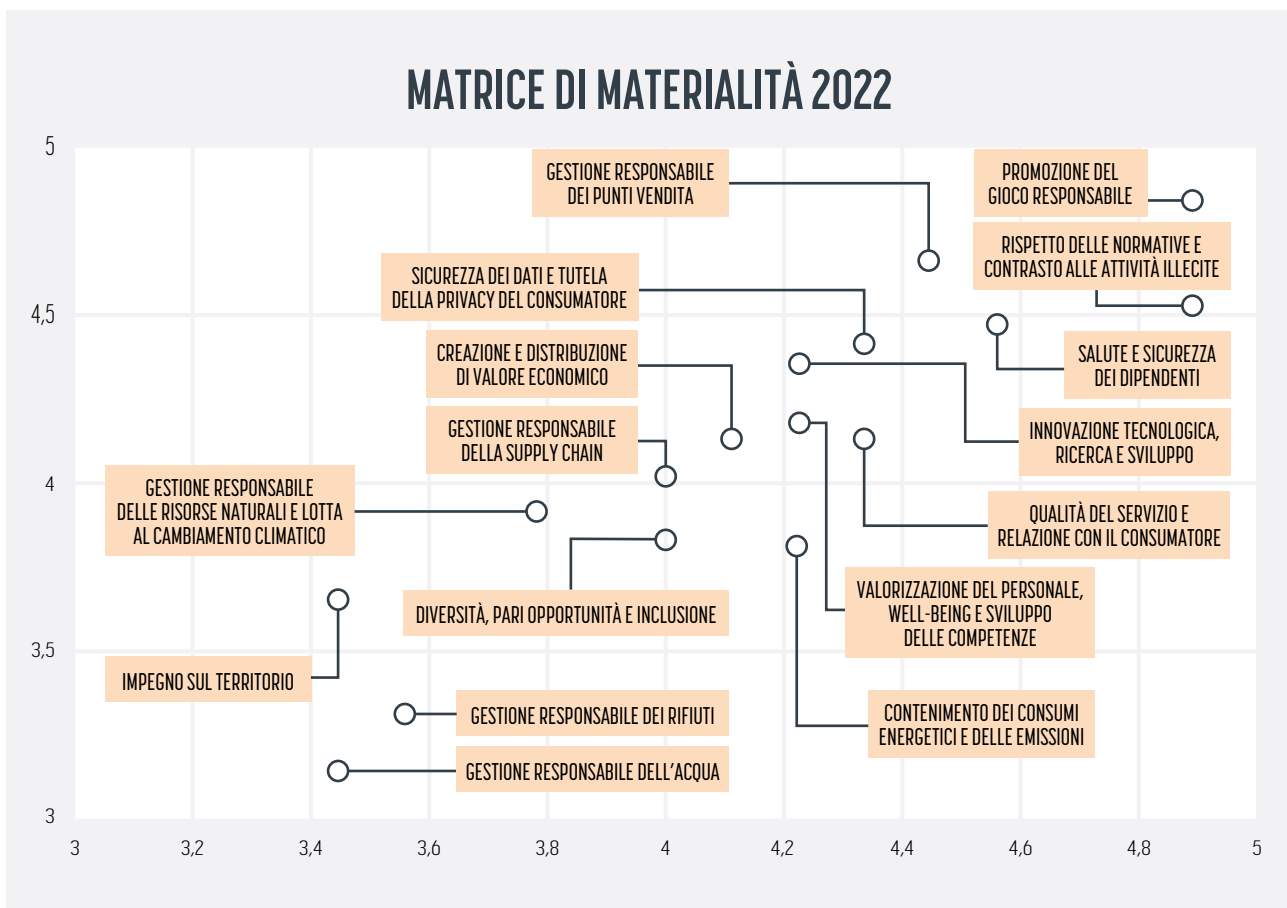 MATRICE DI MATERIALITÀ 2022
5
4,5
4
3,5
3
GESTIONE RESPONSABILE
DEI PUNTI VENDITA
PROMOZIONE DEL
GIOCO RESPONSABILE
RISPETTO DELLE NORMATIVE E
CONTRASTO ALLE ATTIVITÀ ILLECITE
SICUREZZA DEI DATI E TUTELA
DELLA PRIVACY DEL CONSUMATORE
CREAZIONE E DISTRIBUZIONE
DI VALORE ECONOMICO
SALUTE E SICUREZZA
DEI DIPENDENTI
GESTIONE RESPONSABILE
DELLA SUPPLY CHAIN
INNOVAZIONE TECNOLOGICA,
RICERCA E SVILUPPO
GESTIONE RESPONSABILE
DELLE RISORSE NATURALI E LOTTA
AL CAMBIAMENTO CLIMATICO
QUALITÀ DEL SERVIZIO E
RELAZIONE CON IL CONSUMATORE
VALORIZZAZIONE DEL PERSONALE,
WELL-BEING E SVILUPPO
DELLE COMPETENZE
DIVERSITÀ, PARI OPPORTUNITÀ E INCLUSIONE
IMPEGNO SUL TERRITORIO
GESTIONE RESPONSABILE DEI RIFIUTI
CONTENIMENTO DEI CONSUMI
ENERGETICI E DELLE EMISSIONI
GESTIONE RESPONSABILE DELL'ACQUA
3
3,2
3,4
3,6
3,8
4
4,2
4,4
4,6
4,8
5